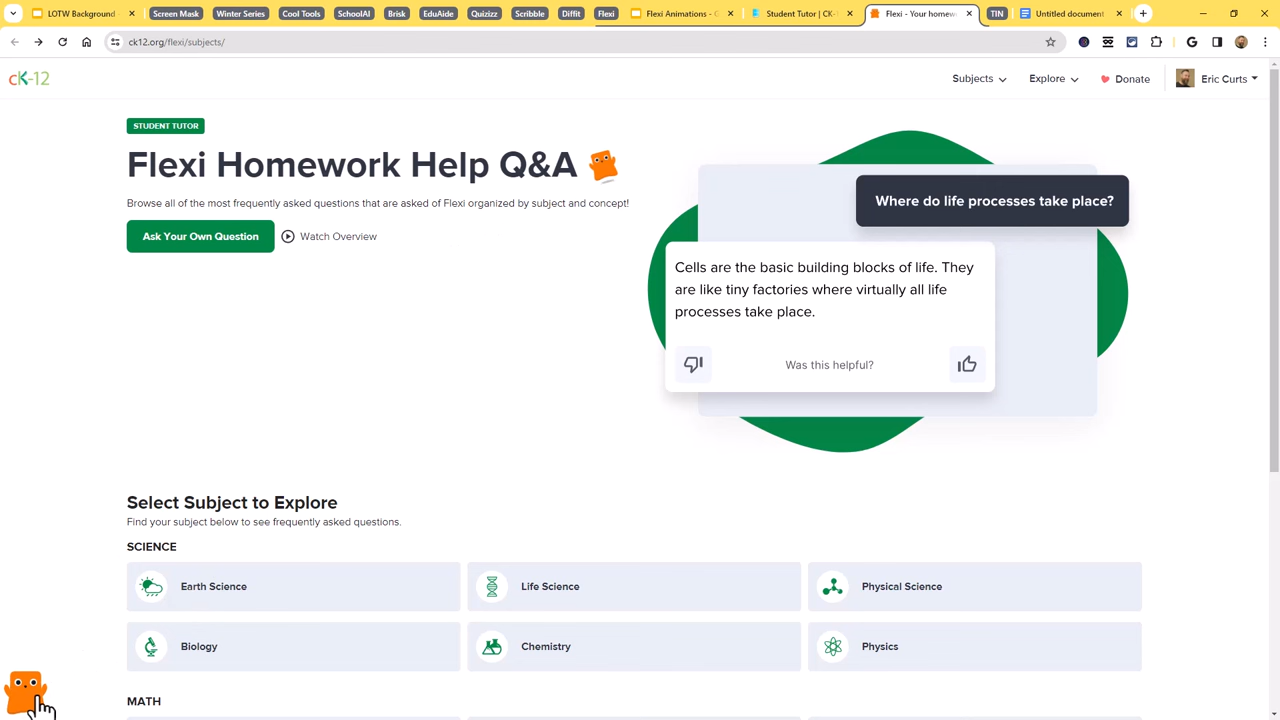 LOTW Background -
Screen Mask
Winter Series
Cool Tools
SchoolAI
Brisk
EduAide
Quizizz
Scribble
Diffit
Flexi
Flexi Animations - G
Student Tutor | CK-1
Flexi - Your homew
TIN
Untitled document
ck12.org/flexi/subjects/
cK-12
Subjects
Explore
Donate
Eric Curts
STUDENT TUTOR
Flexi Homework Help Q&A
Browse all of the most frequently asked questions that are asked of Flexi organized by subject and concept!
Ask Your Own Question
Watch Overview
Where do life processes take place?
Cells are the basic building blocks of life. They
are like tiny factories where virtually all life
processes take place.
Was this helpful?
Select Subject to Explore
Find your subject below to see frequently asked questions.
SCIENCE
Earth Science
Life Science
Physical Science
Biology
Chemistry
Physics
MATH